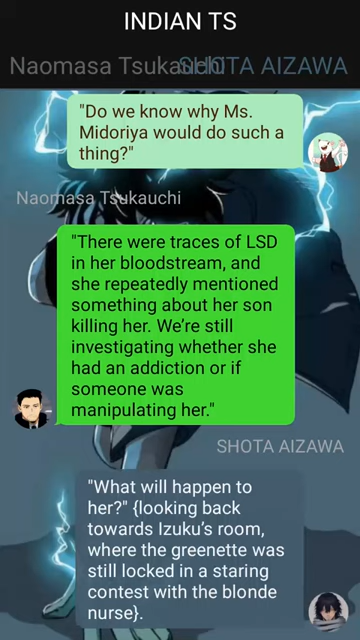 INDIAN TS
Naomasa Tsukauchi
SHOTA AIZAWA
"Do we know why Ms.
Midoriya would do such a
thing?"
Naomasa Tsukauchi
"There were traces of LSD
in her bloodstream, and
she repeatedly mentioned
something about her son
killing her. We’re still
investigating whether she
had an addiction or if
someone was
manipulating her."
SHOTA AIZAWA
"What will happen to
her?" {looking back
towards Izuku’s room,
where the greenette was
still locked in a staring
contest with the blonde
nurse}.